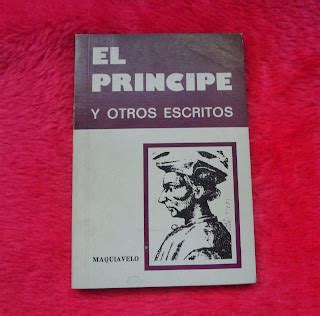 EL
PRINCIPE
Y OTROS ESCRITOS
MAQUIAVELO